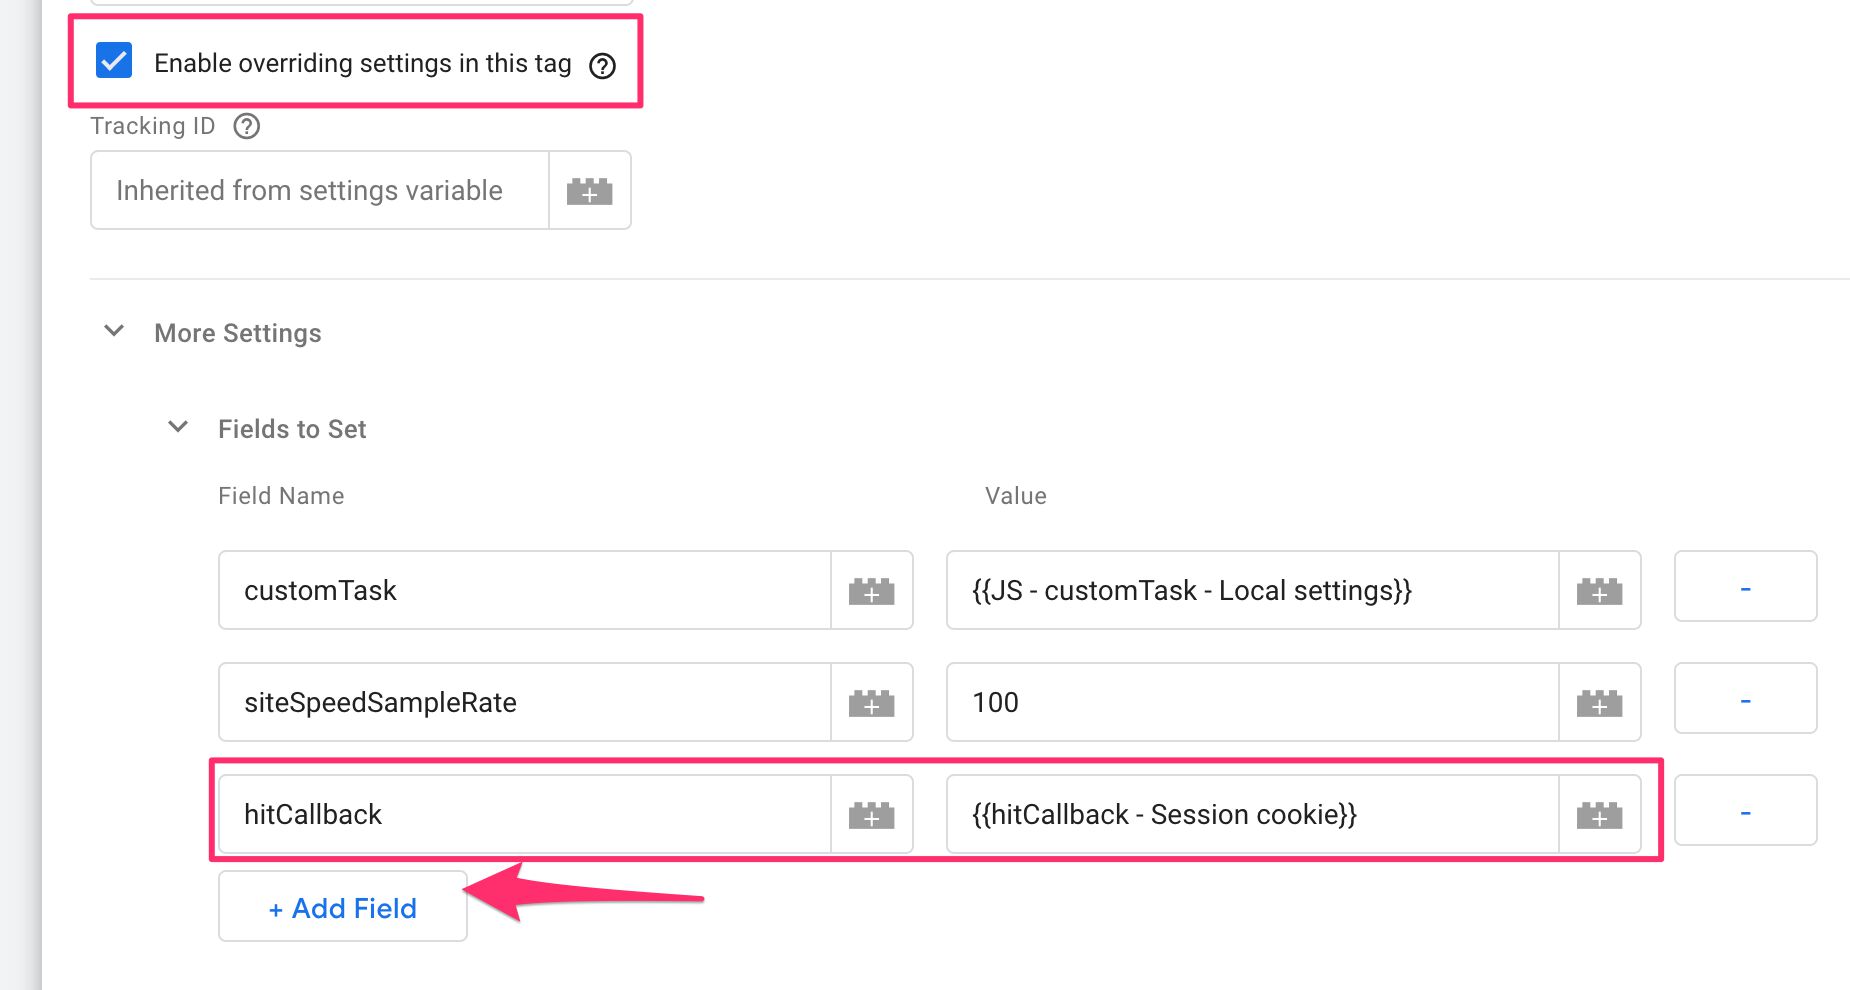 Enable overriding settings in this tag
Tracking ID
Inherited from settings variable
More Settings
Fields to Set
Field Name Value
customTask {{JS - customTask - Local settings}} -
siteSpeedSampleRate 100 -
hitCallback {{hitCallback - Session cookie}} -
+ Add Field